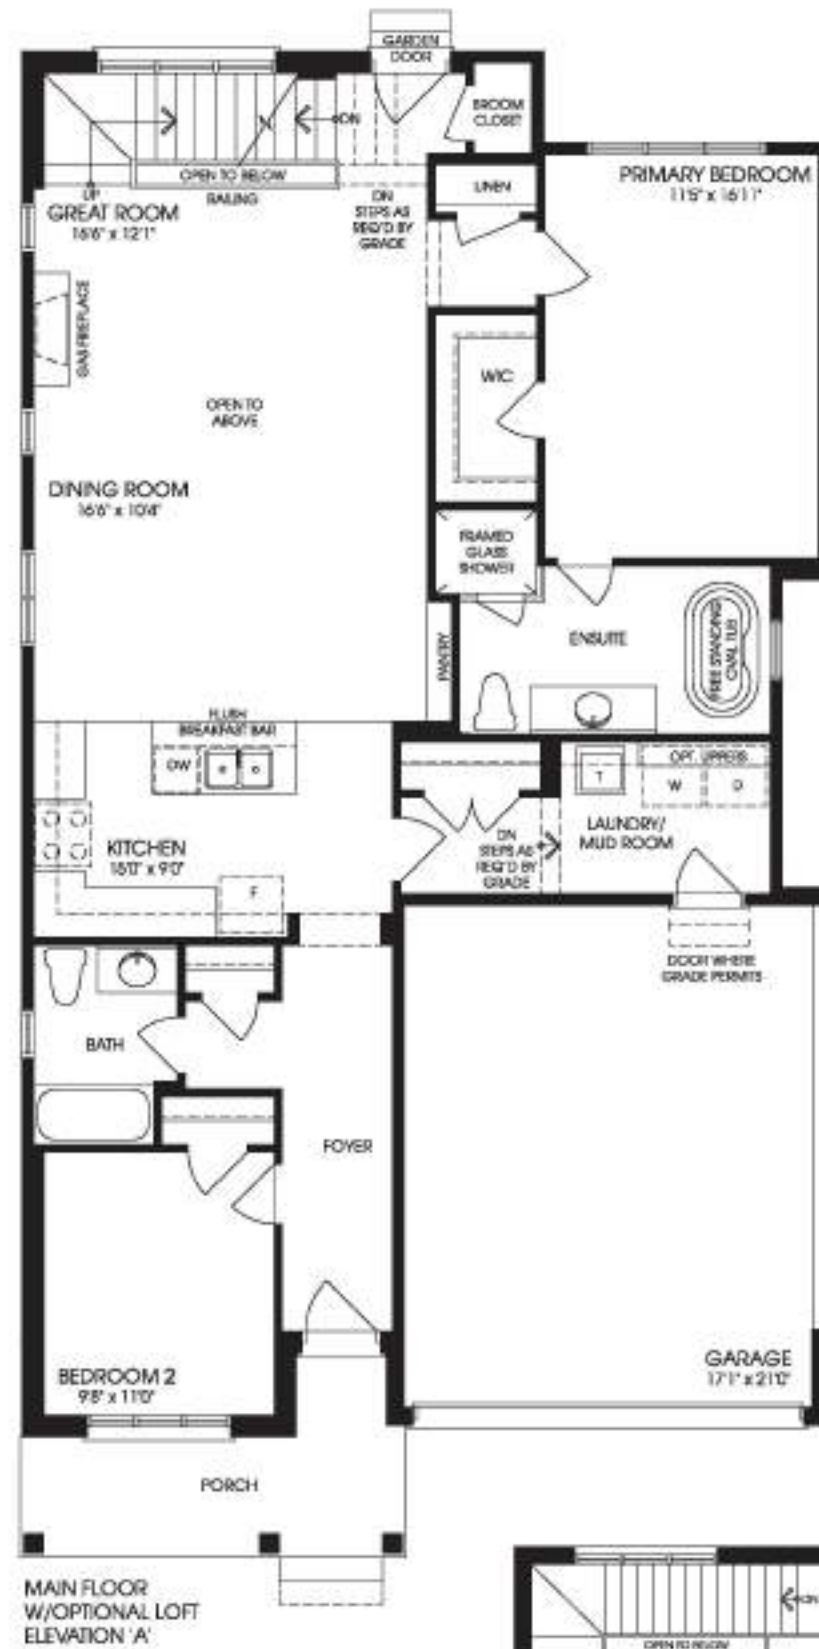 GARDEN
DOOR
BROOM
CLOSET
DN
OPEN TO BELOW
RAILING
UP
LINEN
PRIMARY BEDROOM
11'5" x 16'11"
GREAT ROOM
16'6" x 12'1"
DN
STEPS AS
REQ'D BY
GRADE
GAS FIREPLACE
WIC
OPEN TO
ABOVE
DINING ROOM
16'6" x 10'4"
FRAMED
GLASS
SHOWER
ENSUITE
FREE STANDING
OVAL TUB
PANTRY
FLUSH
BREAKFAST BAR
DW
OPT. UPPERS
T
W
D
KITCHEN
15'0" x 9'0"
DN
STEPS AS
REQ'D BY
GRADE
LAUNDRY/
MUD ROOM
F
DOOR WHERE
GRADE PERMITS
BATH
FOYER
BEDROOM 2
9'8" x 11'0"
GARAGE
17'1" x 21'0"
PORCH
MAIN FLOOR
W/OPTIONAL LOFT
ELEVATION 'A'
DN
OPEN TO BELOW